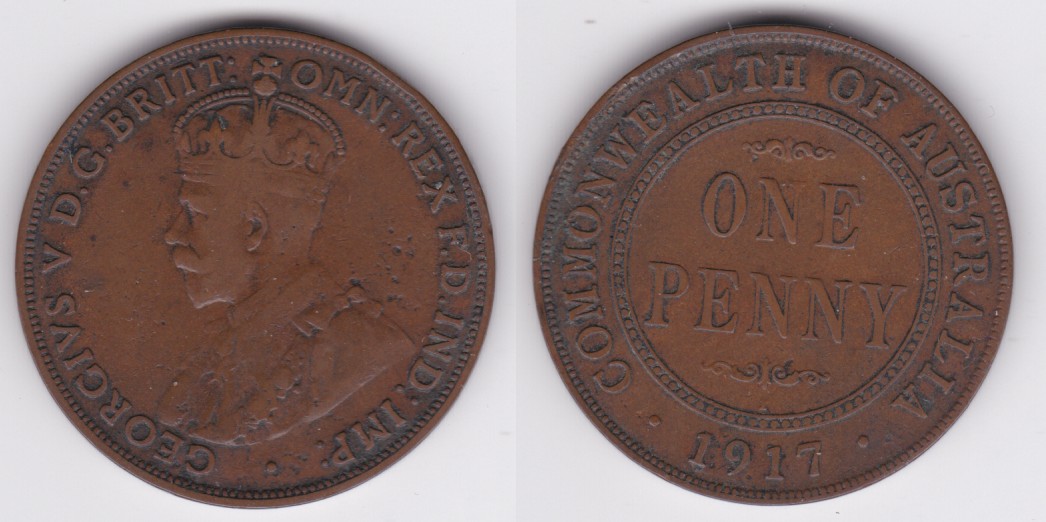 GEORGIVS V D.G.BRITT: OMN: REX F.D.IND: IMP:
COMMONWEALTH OF AUSTRALIA
ONE
PENNY
· 1917 ·